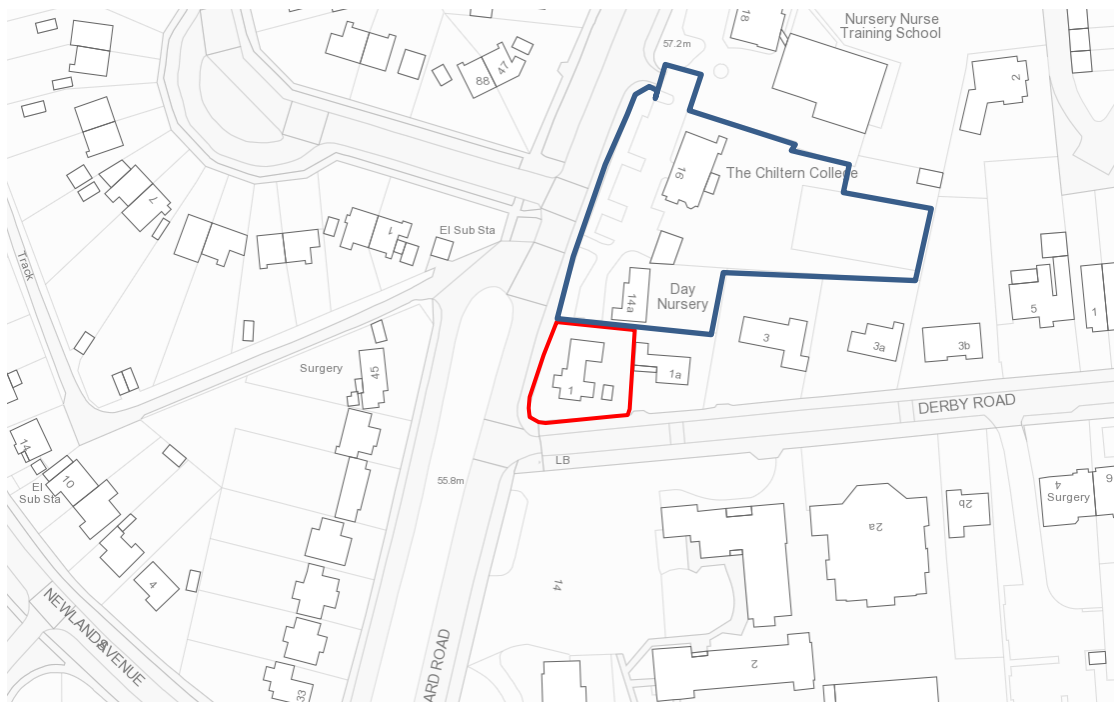 Nursery Nurse
Training School
18
57.2m
88
47
2
16
The Chiltern College
7
1
El Sub Sta
Track
14a
Day
Nursery
5
1
3
3a
3b
Surgery
45
1
1a
DERBY ROAD
14
10
El
Sub Sta
LB
55.8m
4
Surgery
6
2b
2a
14
4
NEWLANDS AVENUE
ARD ROAD
2
33